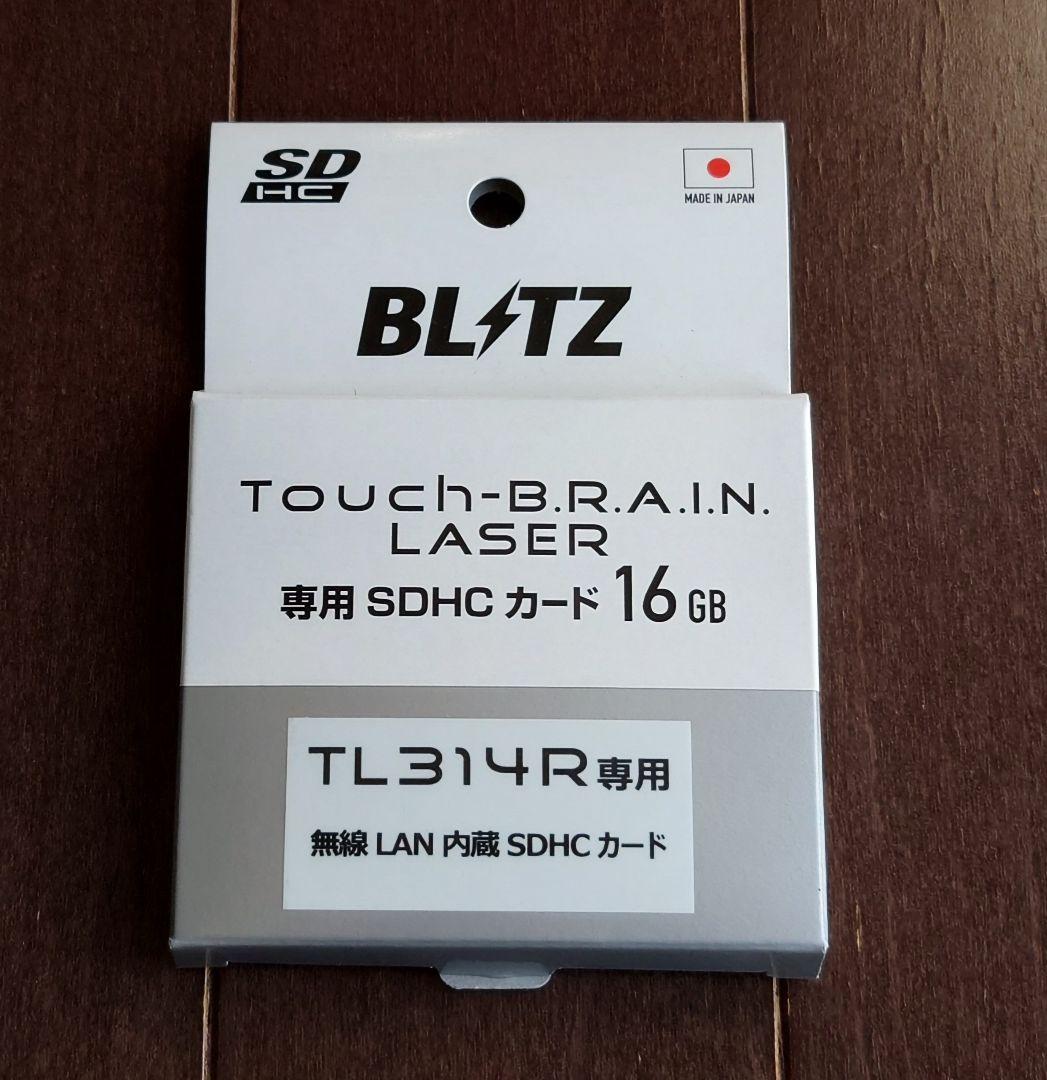 SD
HC
MADE IN JAPAN
BLITZ
Touch-B.R.A.I.N.
LASER
専用 SDHC カード 16 GB
TL314R専用
無線 LAN 内蔵 SDHC カード